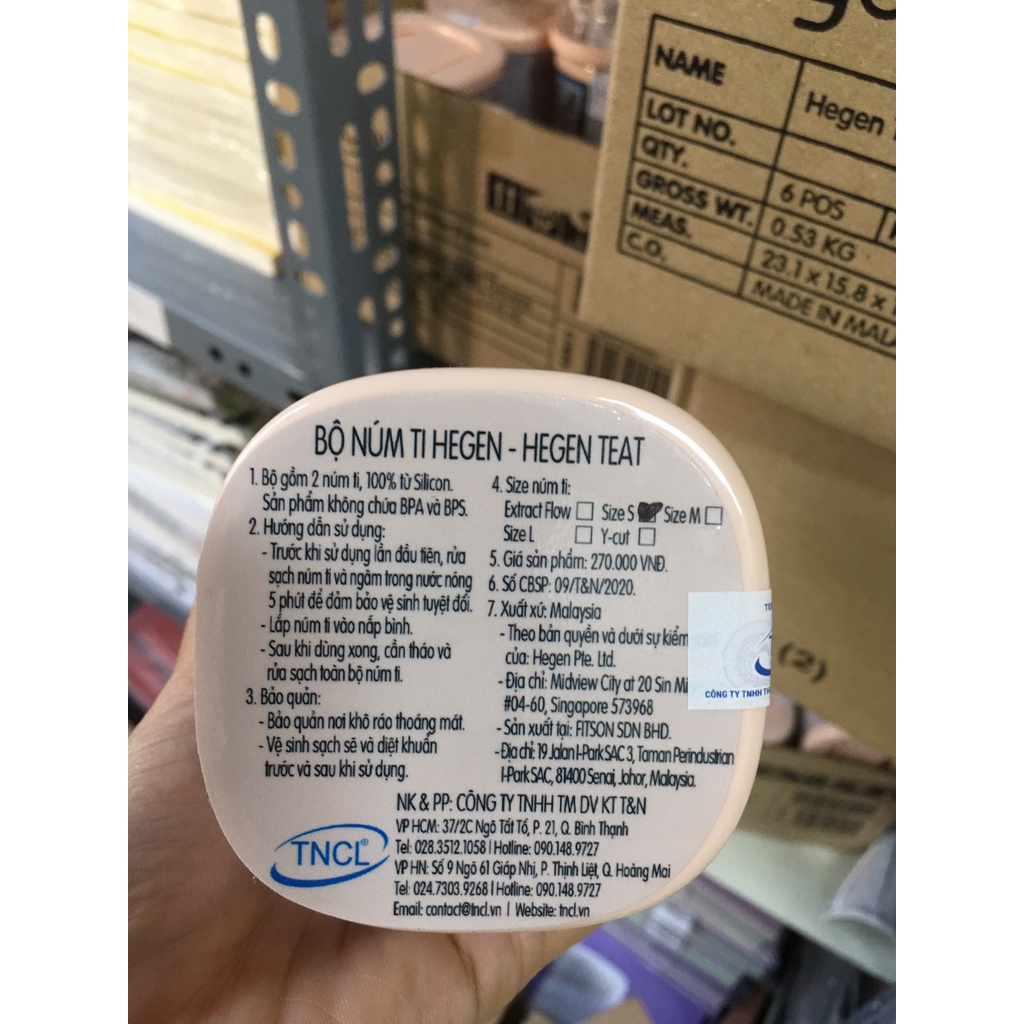 NAME
Hegen
LOT NO.
QTY.
6 POS
GROSS WT.
0.53 KG
MEAS.
23.1 x 15.8 x
C.O.
MADE IN
(2)
BỘ NÚM TI HEGEN - HEGEN TEAT
1. Bộ gồm 2 núm ti, 100% từ Silicon.
Sản phẩm không chứa BPA và BPS.
2. Hướng dẩn sử dụng:
- Trước khi sử dụng lần đầu tiên, rửa
sạch núm ti và ngâm trong nước nóng
5 phút để đảm bảo vệ sinh tuyệt đối.
- Lắp núm ti vào nắp bình.
- Sau khi dùng xong, cần tháo và
rửa sạch toàn bộ núm ti.
3. Bảo quản:
- Bảo quản nơi khô ráo thoáng mát.
- Vệ sinh sạch sẽ và diệt khuẩn
trước và sau khi sử dụng.
4. Size núm ti:
Extract Flow Size S Size M
Size L Y-cut
5. Giá sản phẩm: 270.000 VNĐ.
6. Số CBSP: 09/T&N/2020.
7. Xuất xứ: Malaysia
- Theo bản quyền và dưới sự kiểm
của: Hegen Pte. Ltd.
- Địa chỉ: Midview City at 20 Sin
#04-60, Singapore 573968
- Sản xuất tại: FITSON SDN BHD.
- Địa chỉ: 19 Jalan I-Park SAC 3, Taman Perindustrian
I-Park SAC, 81400 Senai, Johor, Malaysia.
CÔNG TY TNHH
NK & PP: CÔNG TY TNHH TM DV KT T&N
VP HCM: 37/2C Ngô Tất Tố, P. 21, Q. Bình Thạnh
Tel: 028.3512.1058 | Hotline: 090.148.9727
VP HN: Số 9 Ngõ 61 Giáp Nhị, P. Thịnh Liệt, Q. Hoàng Mai
Tel: 024.7303.9268 | Hotline: 090.148.9727
Email: contact@tncl.vn | Website: tncl.vn
TNCL®